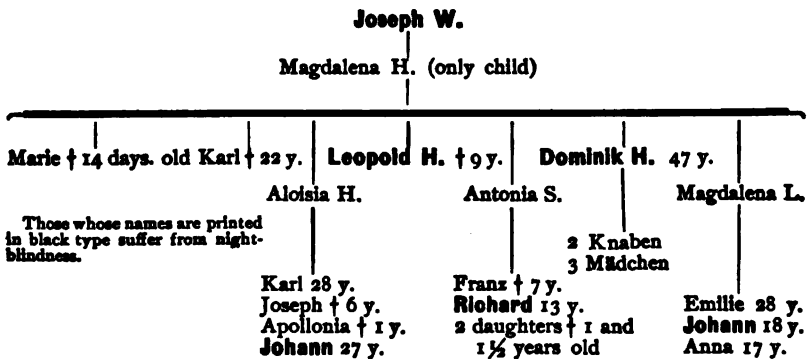 Joseph W.
Magdalena H. (only child)
Marie † 14 days. old Karl † 22 y. Leopold H. † 9 y. Dominik H. 47 y.
Aloisia H. Antonia S. Magdalena L.
Those whose names are printed
in black type suffer from night-
blindness.
2 Knaben
3 Mädchen
Karl 28 y.
Joseph † 6 y.
Apollonia † 1 y.
Johann 27 y.
Franz † 7 y.
Richard 13 y.
2 daughters † 1 and
1½ years old
Emilie 28 y.
Johann 18 y.
Anna 17 y.